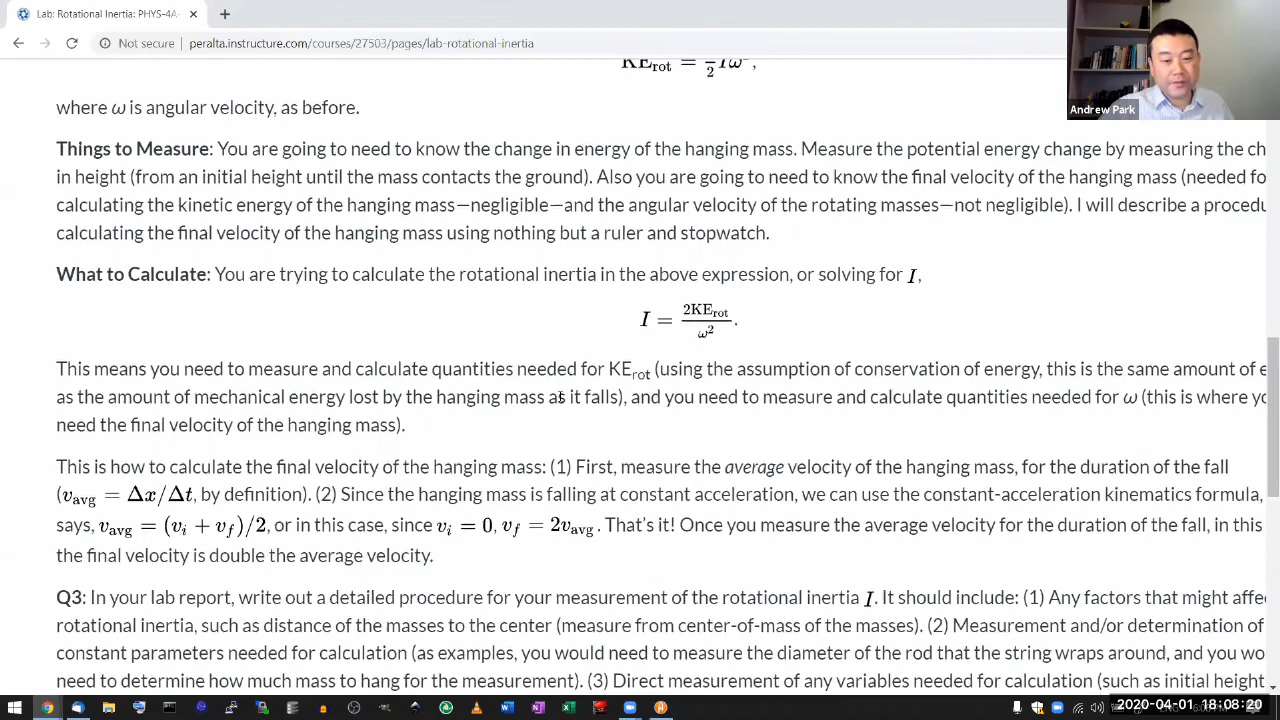 Lab: Rotational Inertia: PHYS-4A-
Not secure
peralta.instructure.com/courses/27503/pages/lab-rotational-inertia
Andrew Park
KE_rot = 1/2 Iω²,
where ω is angular velocity, as before.
Things to Measure: You are going to need to know the change in energy of the hanging mass. Measure the potential energy change by measuring the ch
in height (from an initial height until the mass contacts the ground). Also you are going to need to know the final velocity of the hanging mass (needed fo
calculating the kinetic energy of the hanging mass—negligible—and the angular velocity of the rotating masses—not negligible). I will describe a procedu
calculating the final velocity of the hanging mass using nothing but a ruler and stopwatch.
What to Calculate: You are trying to calculate the rotational inertia in the above expression, or solving for I,
I = 2KE_rot / ω².
This means you need to measure and calculate quantities needed for KE_rot (using the assumption of conservation of energy, this is the same amount of e
as the amount of mechanical energy lost by the hanging mass as it falls), and you need to measure and calculate quantities needed for ω (this is where yo
need the final velocity of the hanging mass).
This is how to calculate the final velocity of the hanging mass: (1) First, measure the average velocity of the hanging mass, for the duration of the fall
(v_avg = Δx/Δt, by definition). (2) Since the hanging mass is falling at constant acceleration, we can use the constant-acceleration kinematics formula,
says, v_avg = (v_i + v_f)/2, or in this case, since v_i = 0, v_f = 2v_avg. That's it! Once you measure the average velocity for the duration of the fall, in this
the final velocity is double the average velocity.
Q3: In your lab report, write out a detailed procedure for your measurement of the rotational inertia I. It should include: (1) Any factors that might affe
rotational inertia, such as distance of the masses to the center (measure from center-of-mass of the masses). (2) Measurement and/or determination of
constant parameters needed for calculation (as examples, you would need to measure the diameter of the rod that the string wraps around, and you wo
need to determine how much mass to hang for the measurement). (3) Direct measurement of any variables needed for calculation (such as initial height
2020-04-01 18:08:20